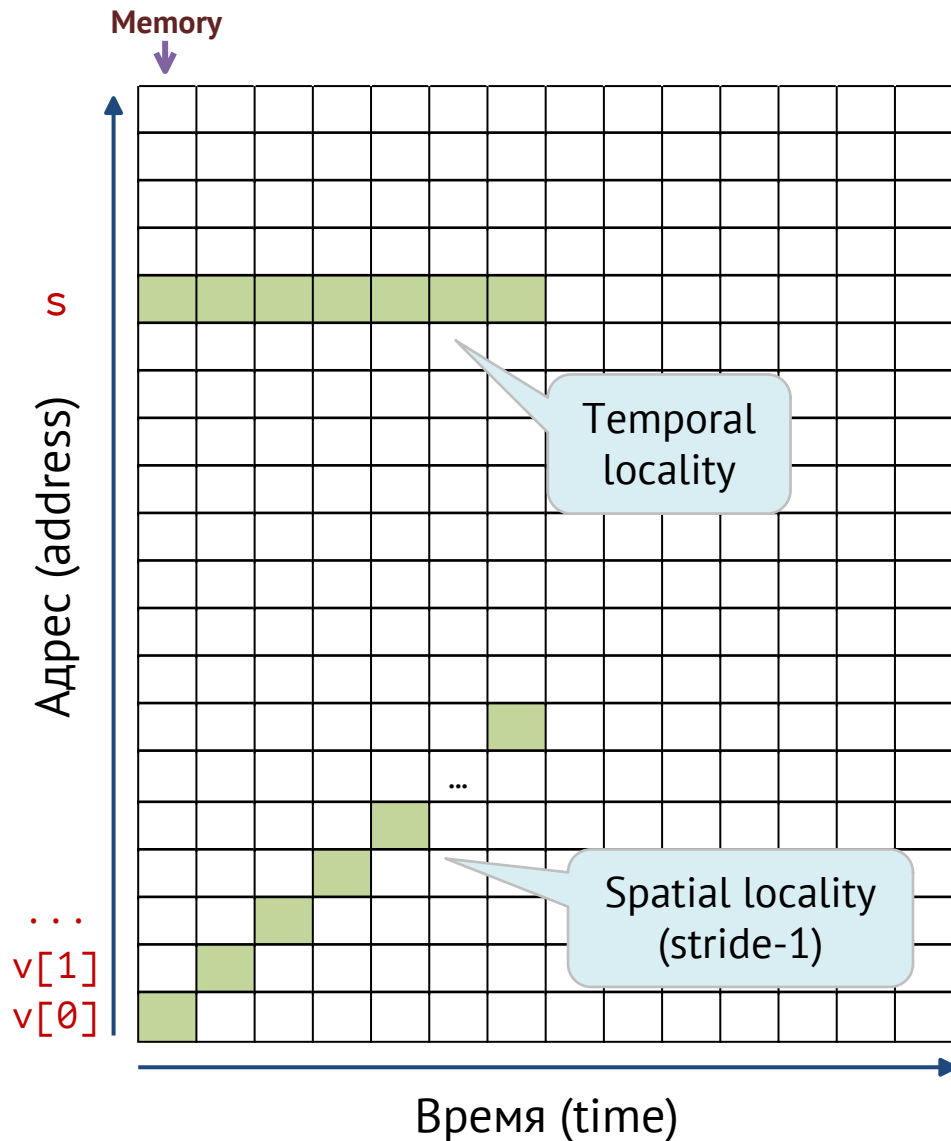 Memory
s
Temporal
locality
Адрес (address)
...
Spatial locality
(stride-1)
...
v[1]
v[0]
Время (time)